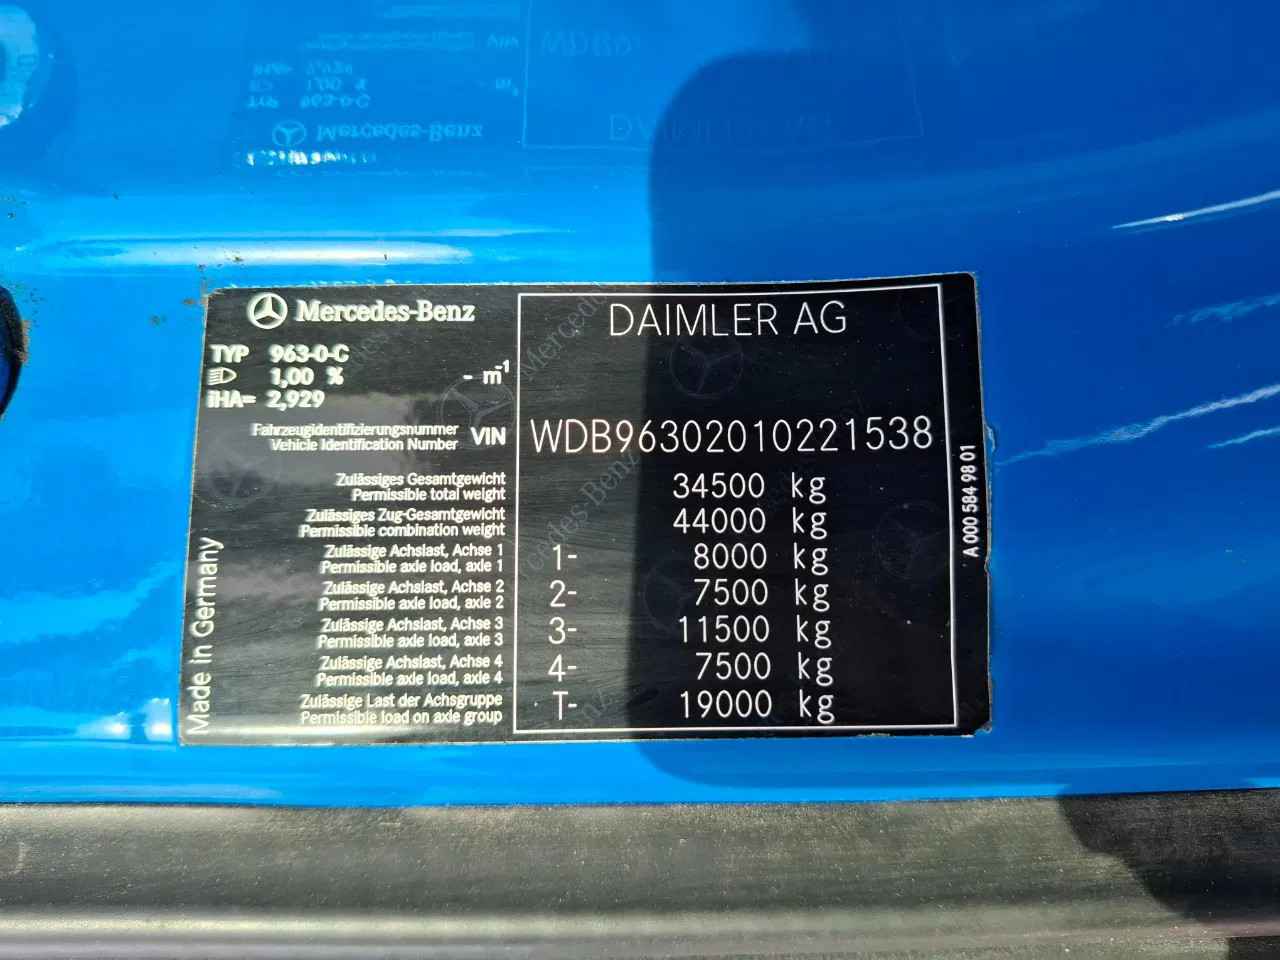 Mercedes-Benz
DAIMLER AG
TYP 963-0-C
1,00 % - m-1
iHA= 2,929
Fahrzeugidentifizierungsnummer
Vehicle Identification Number
VIN WDB96302010221538
Zulässiges Gesamtgewicht
Permissible total weight
34500 kg
Zulässiges Zug-Gesamtgewicht
Permissible combination weight
44000 kg
Zulässige Achslast, Achse 1
Permissible axle load, axle 1
1- 8000 kg
Zulässige Achslast, Achse 2
Permissible axle load, axle 2
2- 7500 kg
Zulässige Achslast, Achse 3
Permissible axle load, axle 3
3- 11500 kg
Zulässige Achslast, Achse 4
Permissible axle load, axle 4
4- 7500 kg
Zulässige Last der Achsgruppe
Permissible load on axle group
T- 19000 kg
Made in Germany
A 000 584 98 01